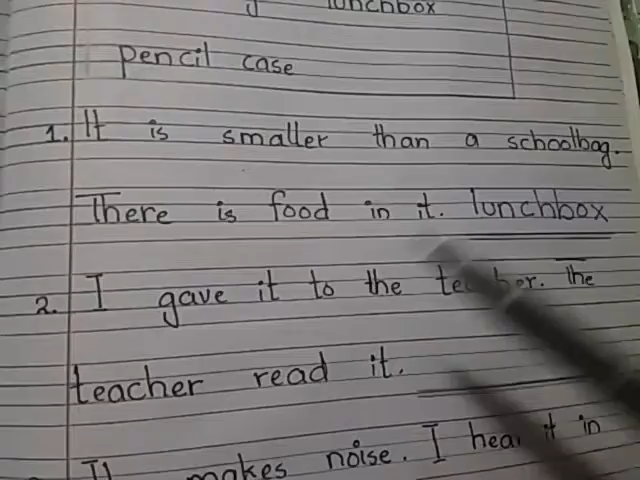 lunchbox
pencil case
1. It is smaller than a schoolbag.
There is food in it. lunchbox
2. I gave it to the teacher. The
teacher read it.
It makes noise. I hear it in